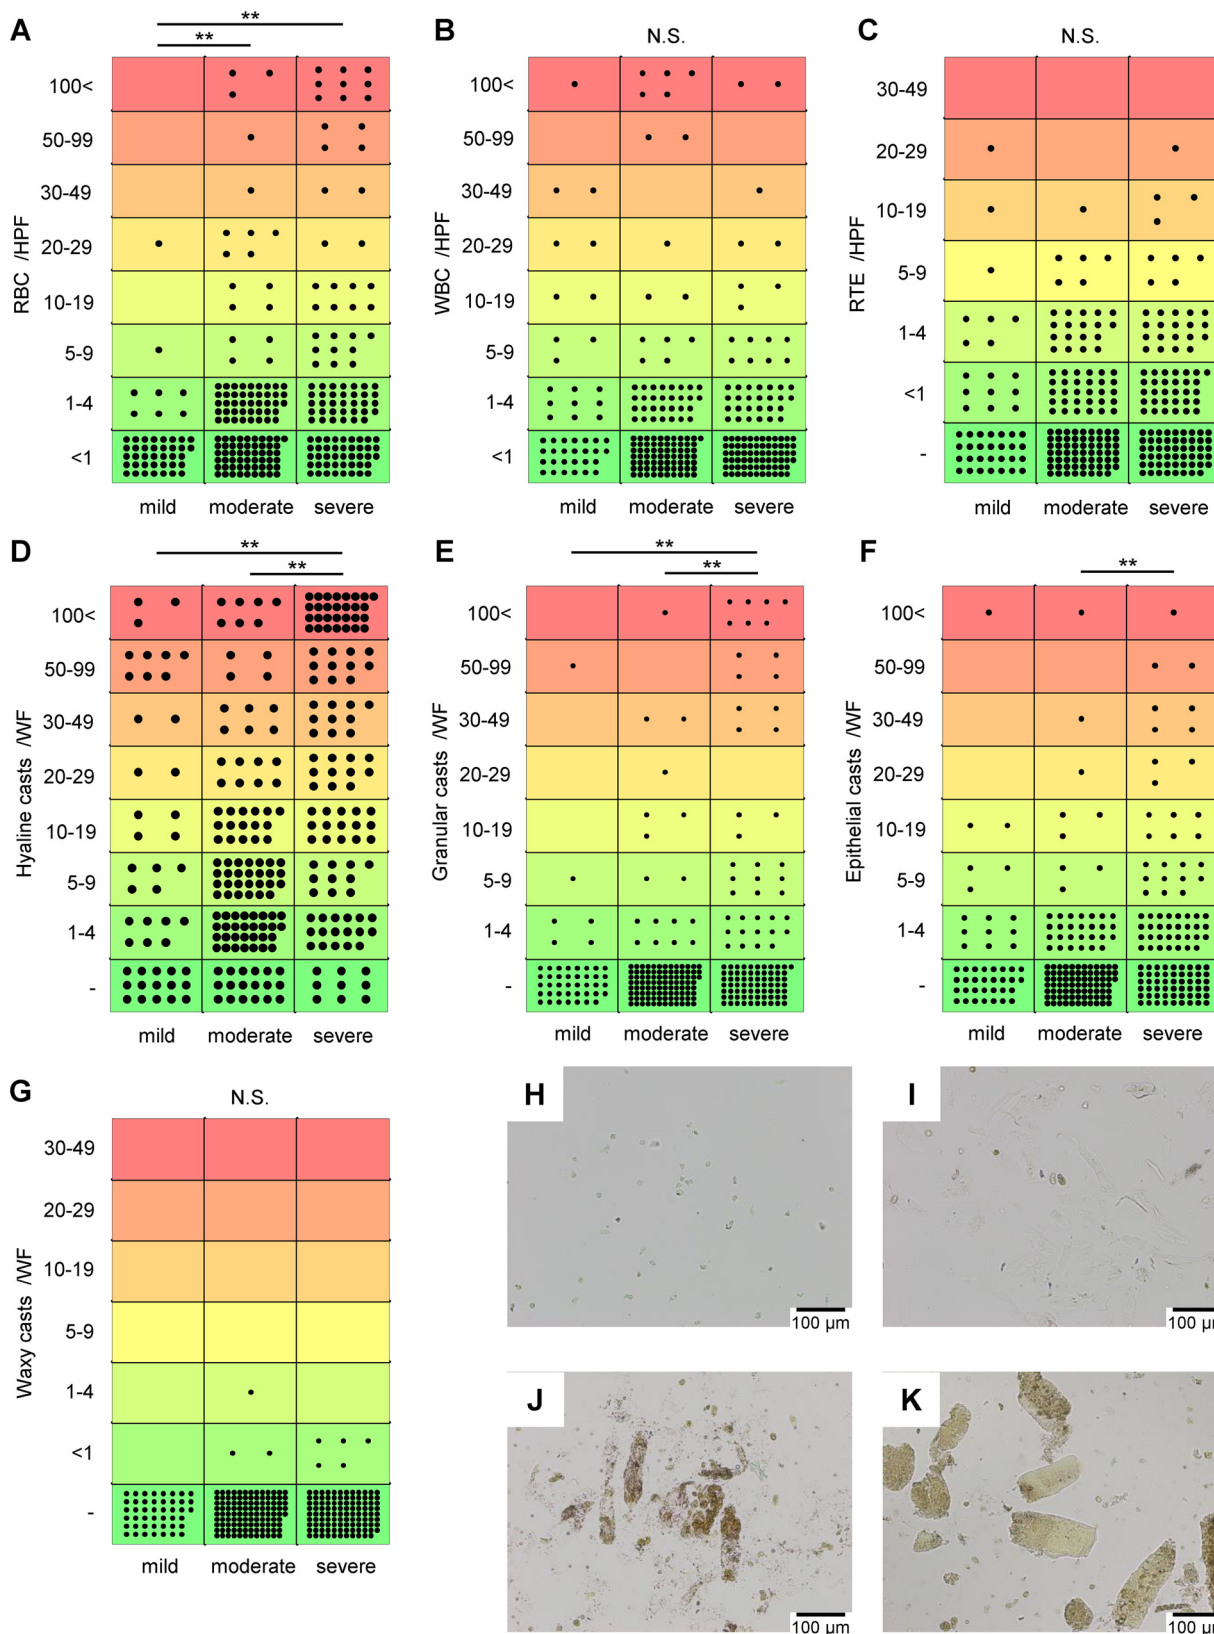 A
**
**
RBC /HPF
100<
50-99
30-49
20-29
10-19
5-9
1-4
<1
mild moderate severe
B
N.S.
WBC /HPF
100<
50-99
30-49
20-29
10-19
5-9
1-4
<1
mild moderate severe
C
N.S.
RTE /HPF
30-49
20-29
10-19
5-9
1-4
<1
-
mild moderate severe
D
**
**
Hyaline casts /WF
100<
50-99
30-49
20-29
10-19
5-9
1-4
-
mild moderate severe
E
**
**
Granular casts /WF
100<
50-99
30-49
20-29
10-19
5-9
1-4
-
mild moderate severe
F
**
Epithelial casts /WF
100<
50-99
30-49
20-29
10-19
5-9
1-4
-
mild moderate severe
G
N.S.
Waxy casts /WF
30-49
20-29
10-19
5-9
1-4
<1
-
mild moderate severe
H
100 μm
I
100 μm
J
100 μm
K
100 μm